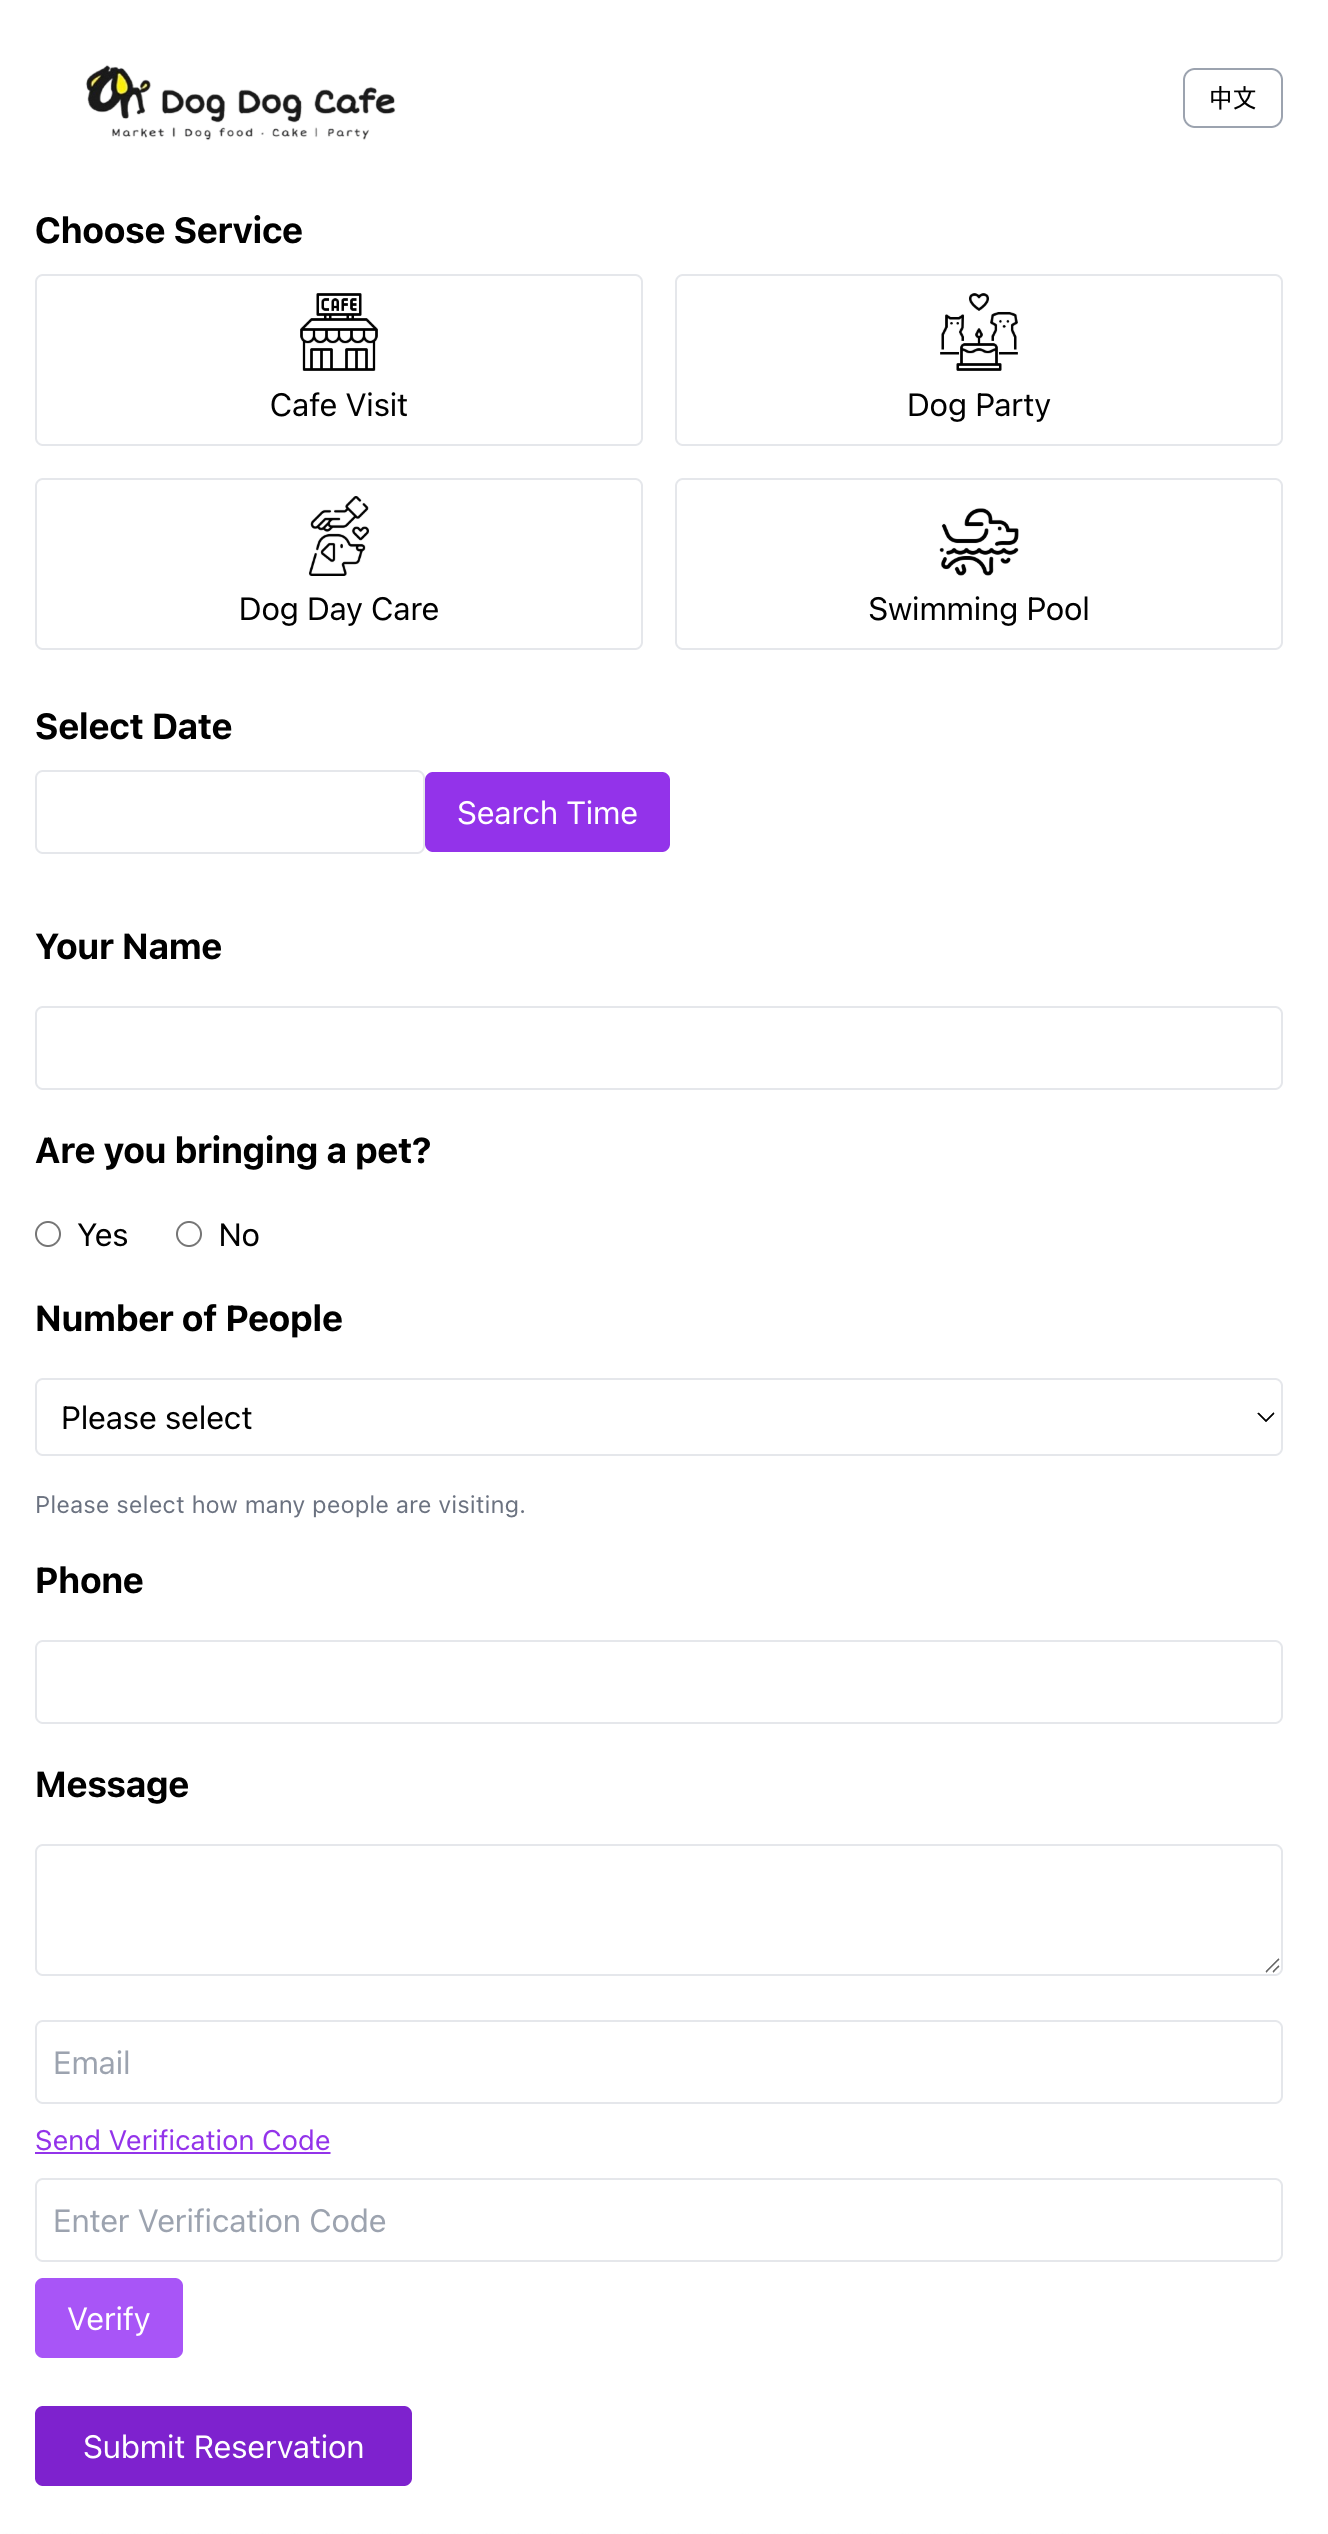 Oh Dog Dog Cafe
Market | Dog food · Cake | Party
中文
Choose Service
CAFE
Cafe Visit
Dog Party
Dog Day Care
Swimming Pool
Select Date
Search Time
Your Name
Are you bringing a pet?
Yes No
Number of People
Please select
Please select how many people are visiting.
Phone
Message
Email
Send Verification Code
Enter Verification Code
Verify
Submit Reservation